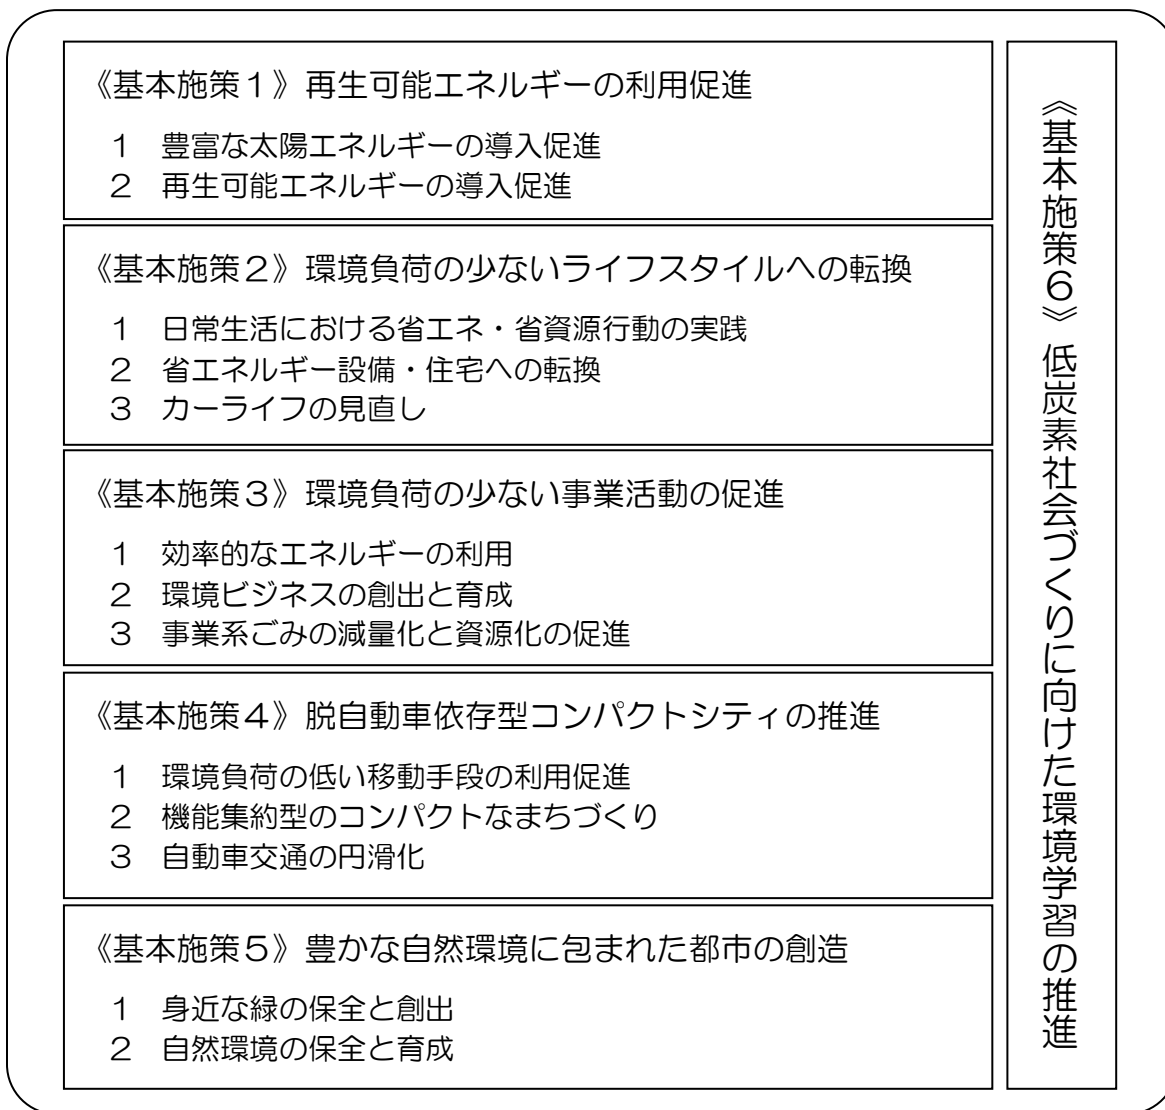 《基本施策１》再生可能エネルギーの利用促進
１　豊富な太陽エネルギーの導入促進
２　再生可能エネルギーの導入促進
《基本施策２》環境負荷の少ないライフスタイルへの転換
１　日常生活における省エネ・省資源行動の実践
２　省エネルギー設備・住宅への転換
３　カーライフの見直し
《基本施策３》環境負荷の少ない事業活動の促進
１　効率的なエネルギーの利用
２　環境ビジネスの創出と育成
３　事業系ごみの減量化と資源化の促進
《基本施策４》脱自動車依存型コンパクトシティの推進
１　環境負荷の低い移動手段の利用促進
２　機能集約型のコンパクトなまちづくり
３　自動車交通の円滑化
《基本施策５》豊かな自然環境に包まれた都市の創造
１　身近な緑の保全と創出
２　自然環境の保全と育成
《基本施策６》低炭素社会づくりに向けた環境学習の推進